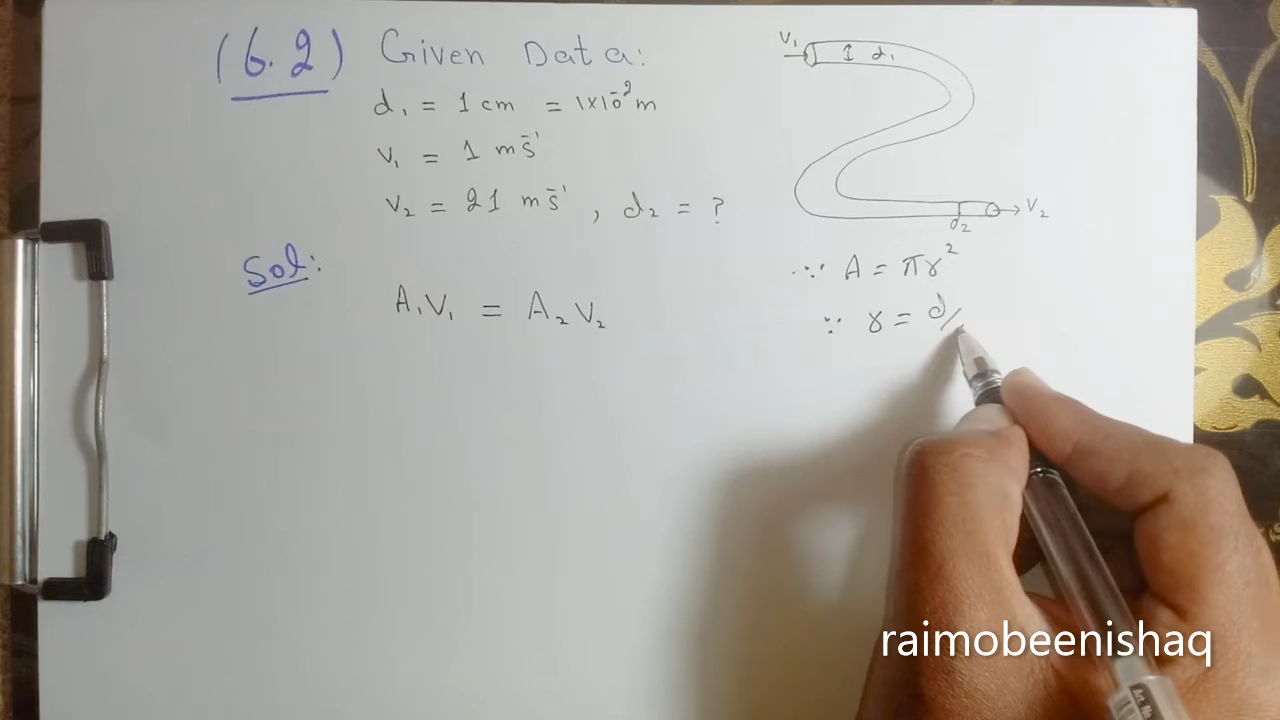 (6.2) Given Data:
d₁ = 1 cm = 1×10⁻² m
v₁ = 1 ms⁻¹
v₂ = 21 ms⁻¹ , d₂ = ?
V₁ d₁
V₂
d₂
Sol:
A₁V₁ = A₂V₂
∵ A = πr²
∵ r = d/
raimobeenishaq